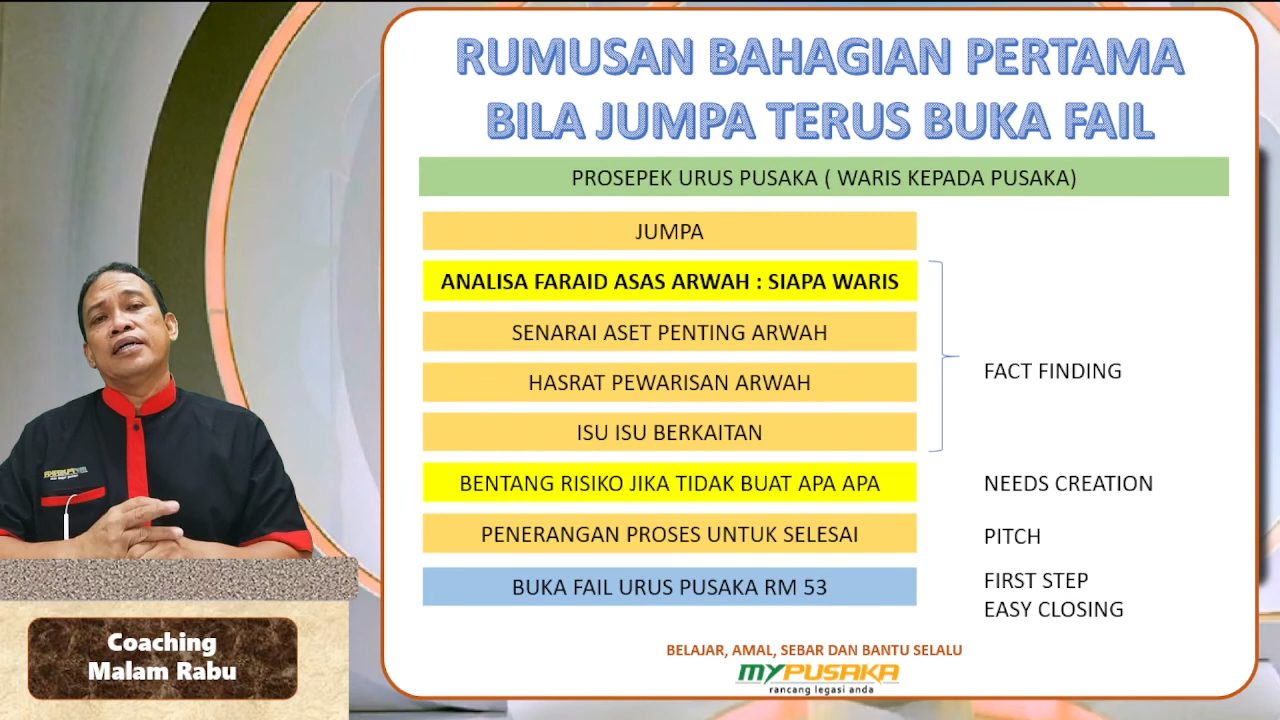 RUMUSAN BAHAGIAN PERTAMA
BILA JUMPA TERUS BUKA FAIL
PROSEPEK URUS PUSAKA ( WARIS KEPADA PUSAKA)
JUMPA
ANALISA FARAID ASAS ARWAH : SIAPA WARIS
SENARAI ASET PENTING ARWAH
HASRAT PEWARISAN ARWAH
ISU ISU BERKAITAN
FACT FINDING
BENTANG RISIKO JIKA TIDAK BUAT APA APA
NEEDS CREATION
PENERANGAN PROSES UNTUK SELESAI
PITCH
BUKA FAIL URUS PUSAKA RM 53
FIRST STEP
EASY CLOSING
BELAJAR, AMAL, SEBAR DAN BANTU SELALU
MYPUSAKA
rancang legasi anda
Coaching
Malam Rabu